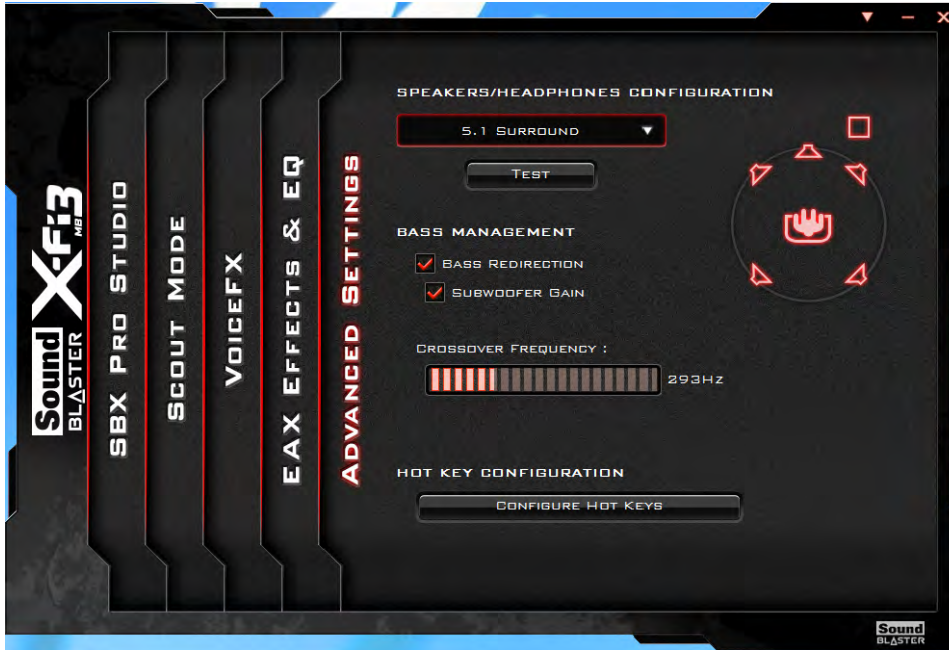 SPEAKERS/HEADPHONES CONFIGURATION
5.1 SURROUND
TEST
BASS MANAGEMENT
BASS REDIRECTION
SUBWOOFER GAIN
CROSSOVER FREQUENCY :
293HZ
HOT KEY CONFIGURATION
CONFIGURE HOT KEYS
Sound
BLASTER
X-Fi3
MB
SBX PRO STUDIO
SCOUT MODE
VOICEFX
EAX EFFECTS & EQ
ADVANCED SETTINGS
Sound
BLASTER